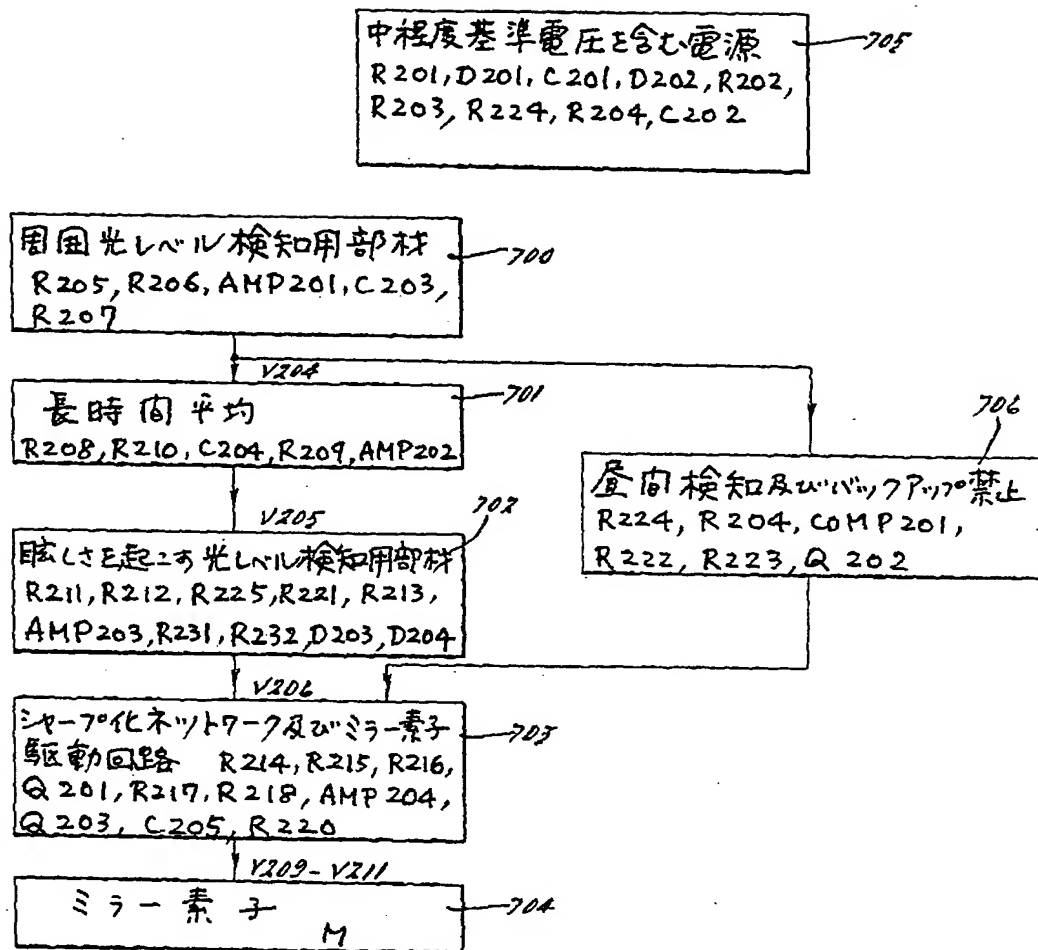 中程度基準電圧を含む電源
R201, D201, C201, D202, R202,
R203, R224, R204, C202
705
周囲光レベル検知用部材
R205, R206, AMP201, C203,
R207
700
V204
長時間平均
R208, R210, C204, R209, AMP202
701
706
昼間検知及びバックアップ禁止
R224, R204, COMP201,
R222, R223, Q202
V205
702
眩しさを起こす光レベル検知用部材
R211, R212, R225, R221, R213,
AMP203, R231, R232, D203, D204
V206
シャープ化ネットワーク及びミラー素子
駆動回路 R214, R215, R216,
Q201, R217, R218, AMP204,
Q203, C205, R220
703
V209-V211
ミラー素子
M
704